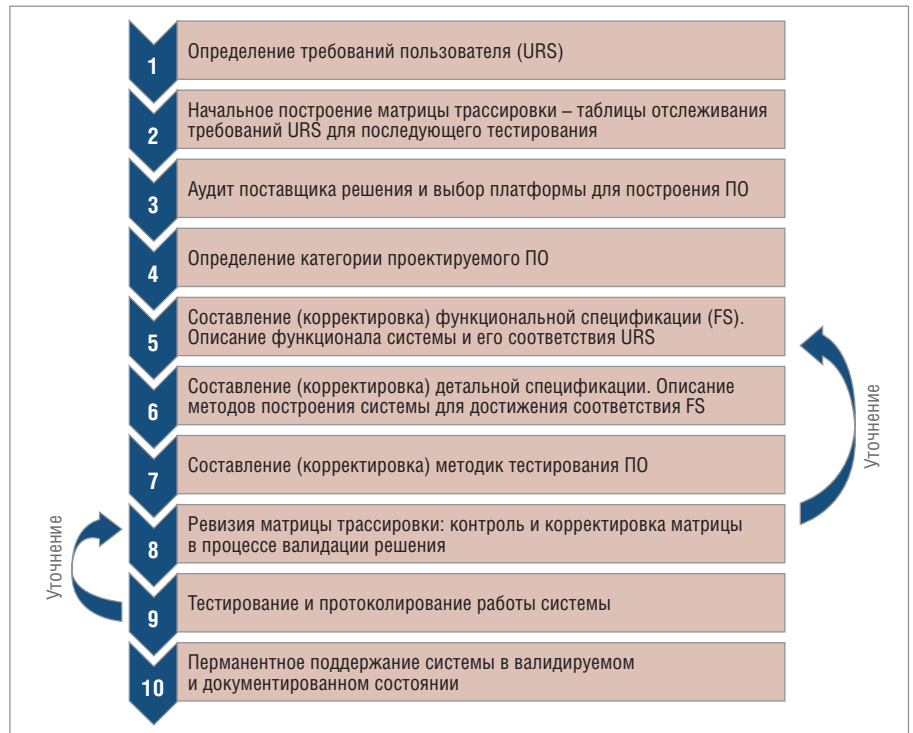 1
Определение требований пользователя (URS)
2
Начальное построение матрицы трассировки – таблицы отслеживания
требований URS для последующего тестирования
3
Аудит поставщика решения и выбор платформы для построения ПО
4
Определение категории проектируемого ПО
5
Составление (корректировка) функциональной спецификации (FS).
Описание функционала системы и его соответствия URS
6
Составление (корректировка) детальной спецификации. Описание
методов построения системы для достижения соответствия FS
7
Составление (корректировка) методик тестирования ПО
8
Ревизия матрицы трассировки: контроль и корректировка матрицы
в процессе валидации решения
9
Тестирование и протоколирование работы системы
10
Перманентное поддержание системы в валидируемом
и документированном состоянии
Уточнение
Уточнение